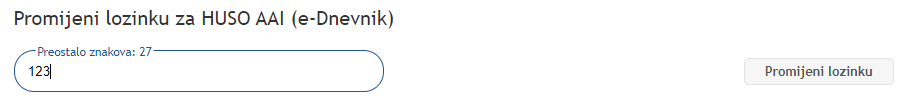 Promijeni lozinku za HUSO AAI (e-Dnevnik)
Preostalo znakova: 27
123
Promijeni lozinku